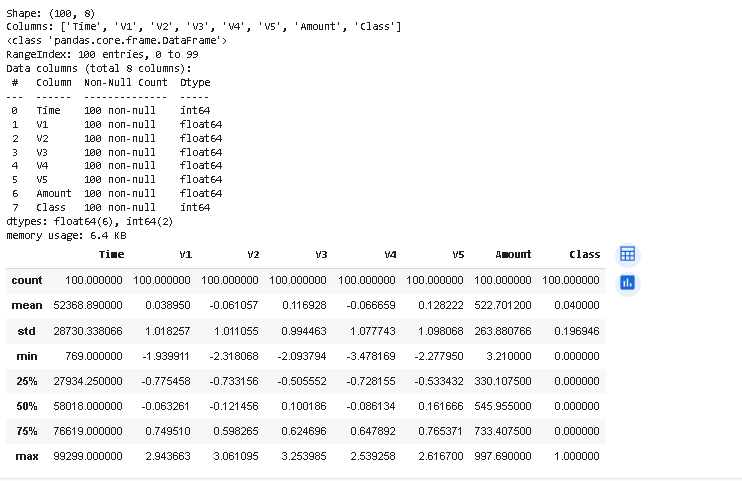 Shape: (100, 8)
Columns: ['Time', 'V1', 'V2', 'V3', 'V4', 'V5', 'Amount', 'Class']
<class 'pandas.core.frame.DataFrame'>
RangeIndex: 100 entries, 0 to 99
Data columns (total 8 columns):
#   Column  Non-Null Count  Dtype
---  ------  --------------  -----
0   Time    100 non-null    int64
1   V1      100 non-null    float64
2   V2      100 non-null    float64
3   V3      100 non-null    float64
4   V4      100 non-null    float64
5   V5      100 non-null    float64
6   Amount  100 non-null    float64
7   Class   100 non-null    int64
dtypes: float64(6), int64(2)
memory usage: 6.4 KB
Time V1 V2 V3 V4 V5 Amount Class
count 100.000000 100.000000 100.000000 100.000000 100.000000 100.000000 100.000000 100.000000
mean 52368.890000 0.038950 -0.061057 0.116928 -0.066659 0.128222 522.701200 0.040000
std 28730.338066 1.018257 1.011055 0.994463 1.077743 1.098068 263.880766 0.196946
min 769.000000 -1.939911 -2.318068 -2.093794 -3.478169 -2.277950 3.210000 0.000000
25% 27934.250000 -0.775458 -0.733156 -0.505552 -0.728155 -0.533432 330.107500 0.000000
50% 58018.000000 -0.063261 -0.121456 0.100186 -0.086134 0.161666 545.955000 0.000000
75% 76619.000000 0.749510 0.598265 0.624696 0.647892 0.765371 733.407500 0.000000
max 99299.000000 2.943663 3.061095 3.253985 2.539258 2.616700 997.690000 1.000000